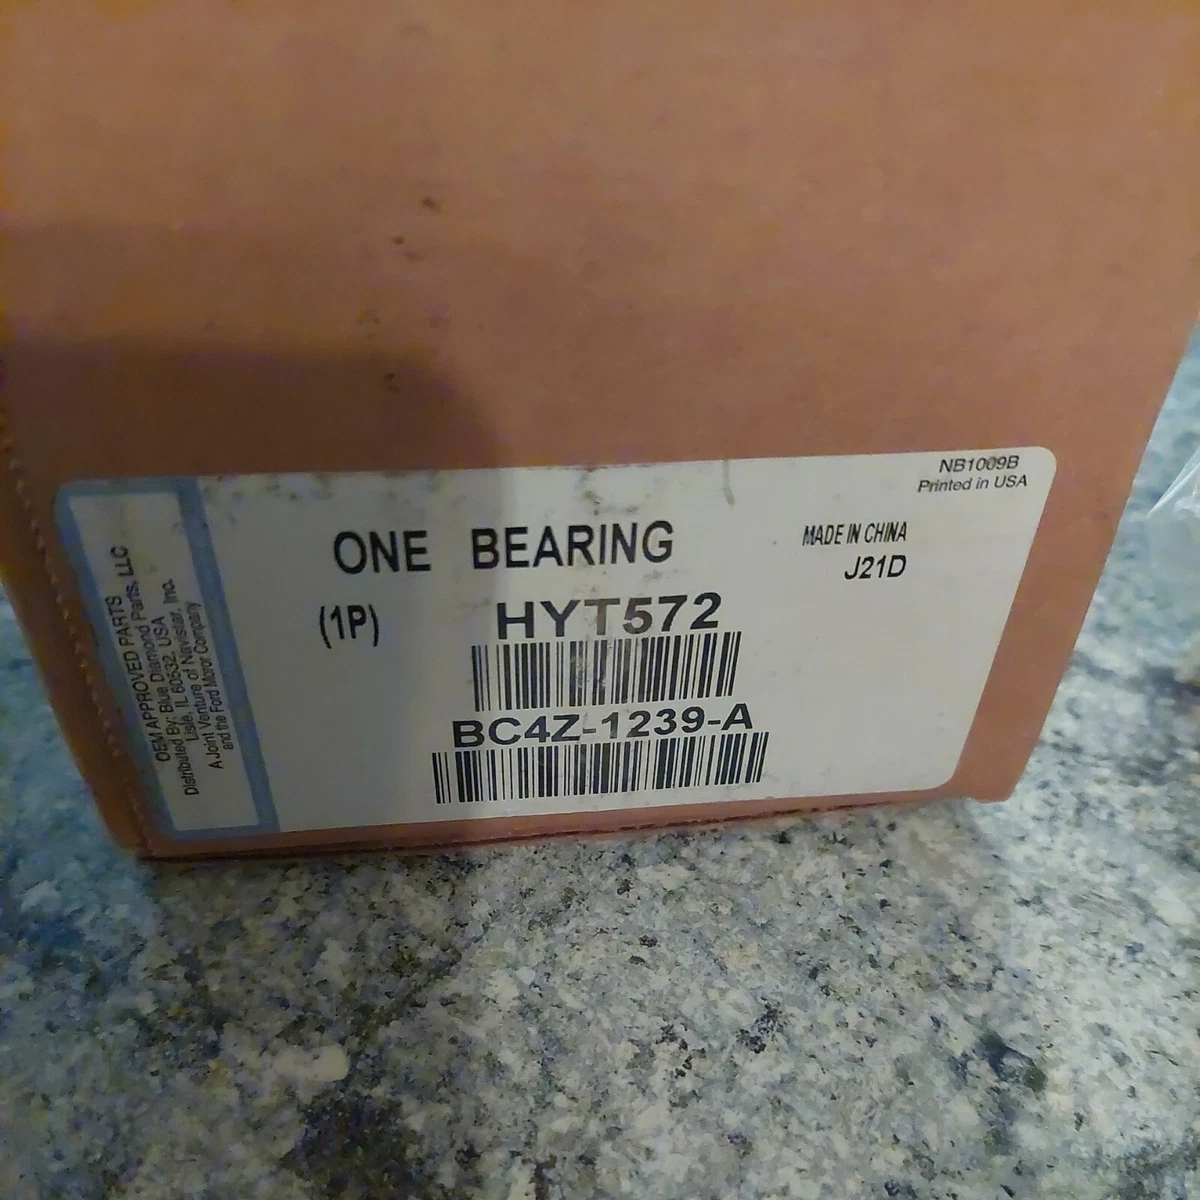 NB1009B
Printed in USA
ONE BEARING
MADE IN CHINA
J21D
(1P)
HYT572
BC4Z-1239-A
OEM APPROVED PARTS
Distributed By: Blue Diamond Parts, LLC
Lisle, IL 60532, USA
A Joint Venture of Navistar, Inc.
and the Ford Motor Company